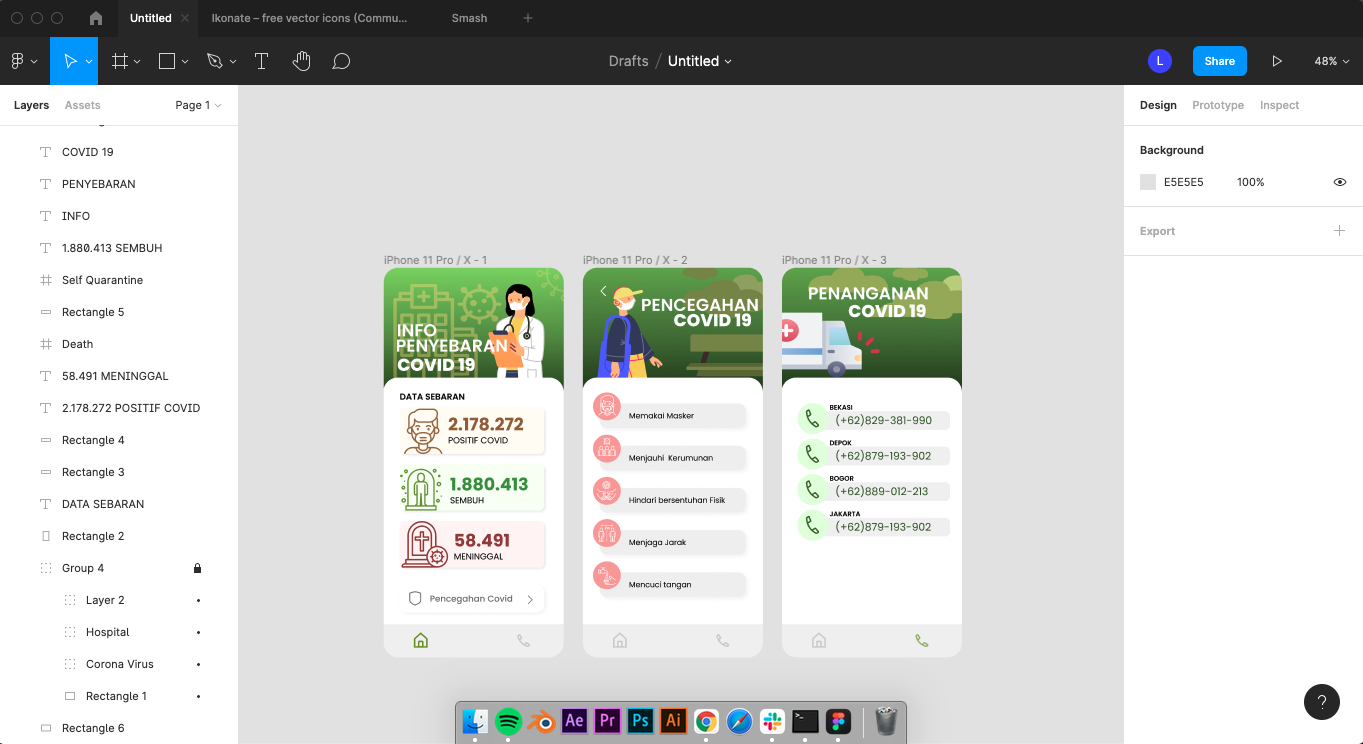 Untitled
Ikonate – free vector icons (Commu...
Smash
Drafts / Untitled
L
Share
48%
Layers
Assets
Page 1
COVID 19
PENYEBARAN
INFO
1.880.413 SEMBUH
Self Quarantine
Rectangle 5
Death
58.491 MENINGGAL
2.178.272 POSITIF COVID
Rectangle 4
Rectangle 3
DATA SEBARAN
Rectangle 2
Group 4
Layer 2
Hospital
Corona Virus
Rectangle 1
Rectangle 6
iPhone 11 Pro / X - 1
INFO
PENYEBARAN
COVID 19
DATA SEBARAN
2.178.272
POSITIF COVID
1.880.413
SEMBUH
58.491
MENINGGAL
Pencegahan Covid
iPhone 11 Pro / X - 2
PENCEGAHAN
COVID 19
Memakai Masker
Menjauhi Kerumunan
Hindari bersentuhan Fisik
Menjaga Jarak
Mencuci tangan
iPhone 11 Pro / X - 3
PENANGANAN
COVID 19
BEKASI
(+62)829-381-990
DEPOK
(+62)879-193-902
BOGOR
(+62)889-012-213
JAKARTA
(+62)879-193-902
Design
Prototype
Inspect
Background
E5E5E5
100%
Export
?
Ae
Pr
Ps
Ai